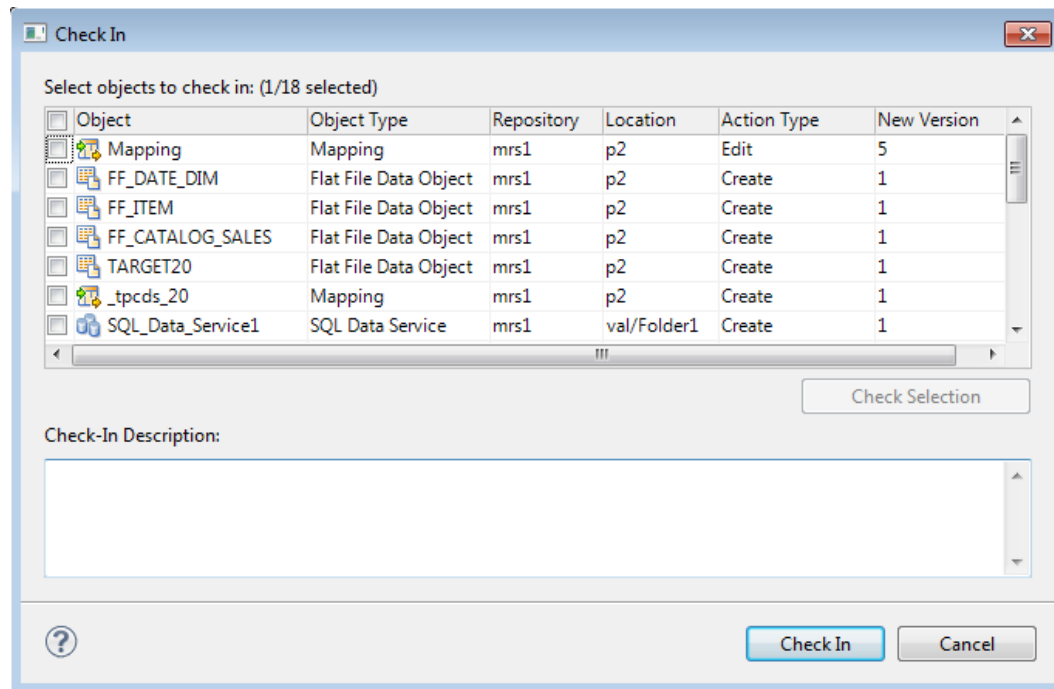 Check In
Select objects to check in: (1/18 selected)
Object Object Type Repository Location Action Type New Version
Mapping Mapping mrs1 p2 Edit 5
FF_DATE_DIM Flat File Data Object mrs1 p2 Create 1
FF_ITEM Flat File Data Object mrs1 p2 Create 1
FF_CATALOG_SALES Flat File Data Object mrs1 p2 Create 1
TARGET20 Flat File Data Object mrs1 p2 Create 1
_tpcds_20 Mapping mrs1 p2 Create 1
SQL_Data_Service1 SQL Data Service mrs1 val/Folder1 Create 1
Check Selection
Check-In Description:
? Check In Cancel